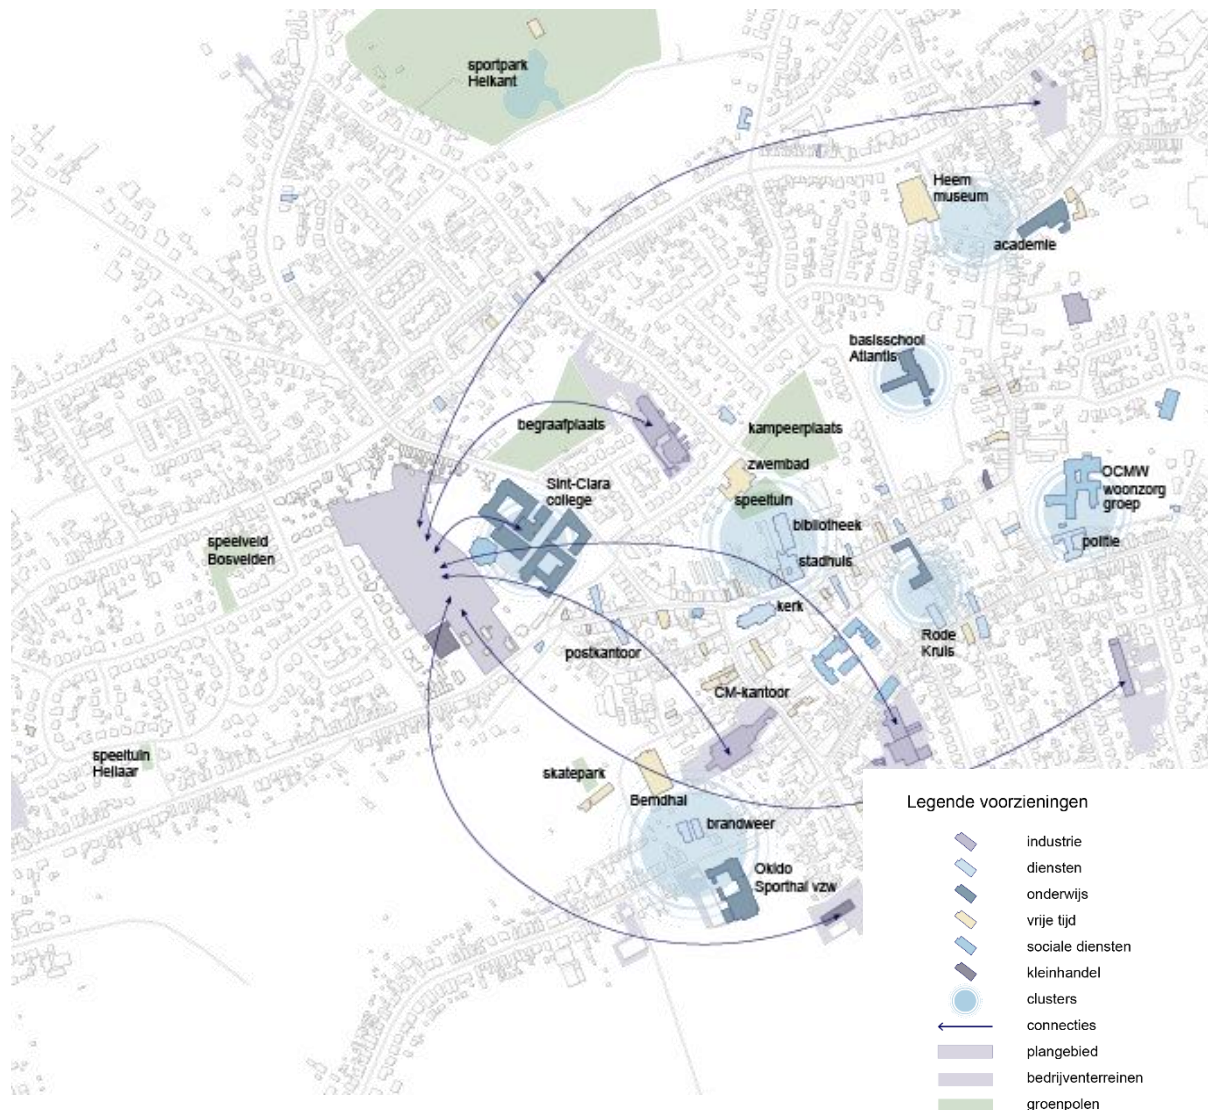 sportpark
Heikant
Heem
museum
academie
basisschool
Atlantis
begraafplaats
kampeerplaats
zwembad
Sint-Clara
college
speeltuin
OCMW
woonzorg
groep
bibliotheek
stadhuis
politie
speelveld
Bosvelden
kerk
Rode
Kruis
postkantoor
CM-kantoor
speeltuin
Hellaar
skatepark
Bemdhal
brandweer
Okido
Sporthal vzw
Legende voorzieningen
industrie
diensten
onderwijs
vrije tijd
sociale diensten
kleinhandel
clusters
connecties
plangebied
bedrijventerreinen
groenpolen